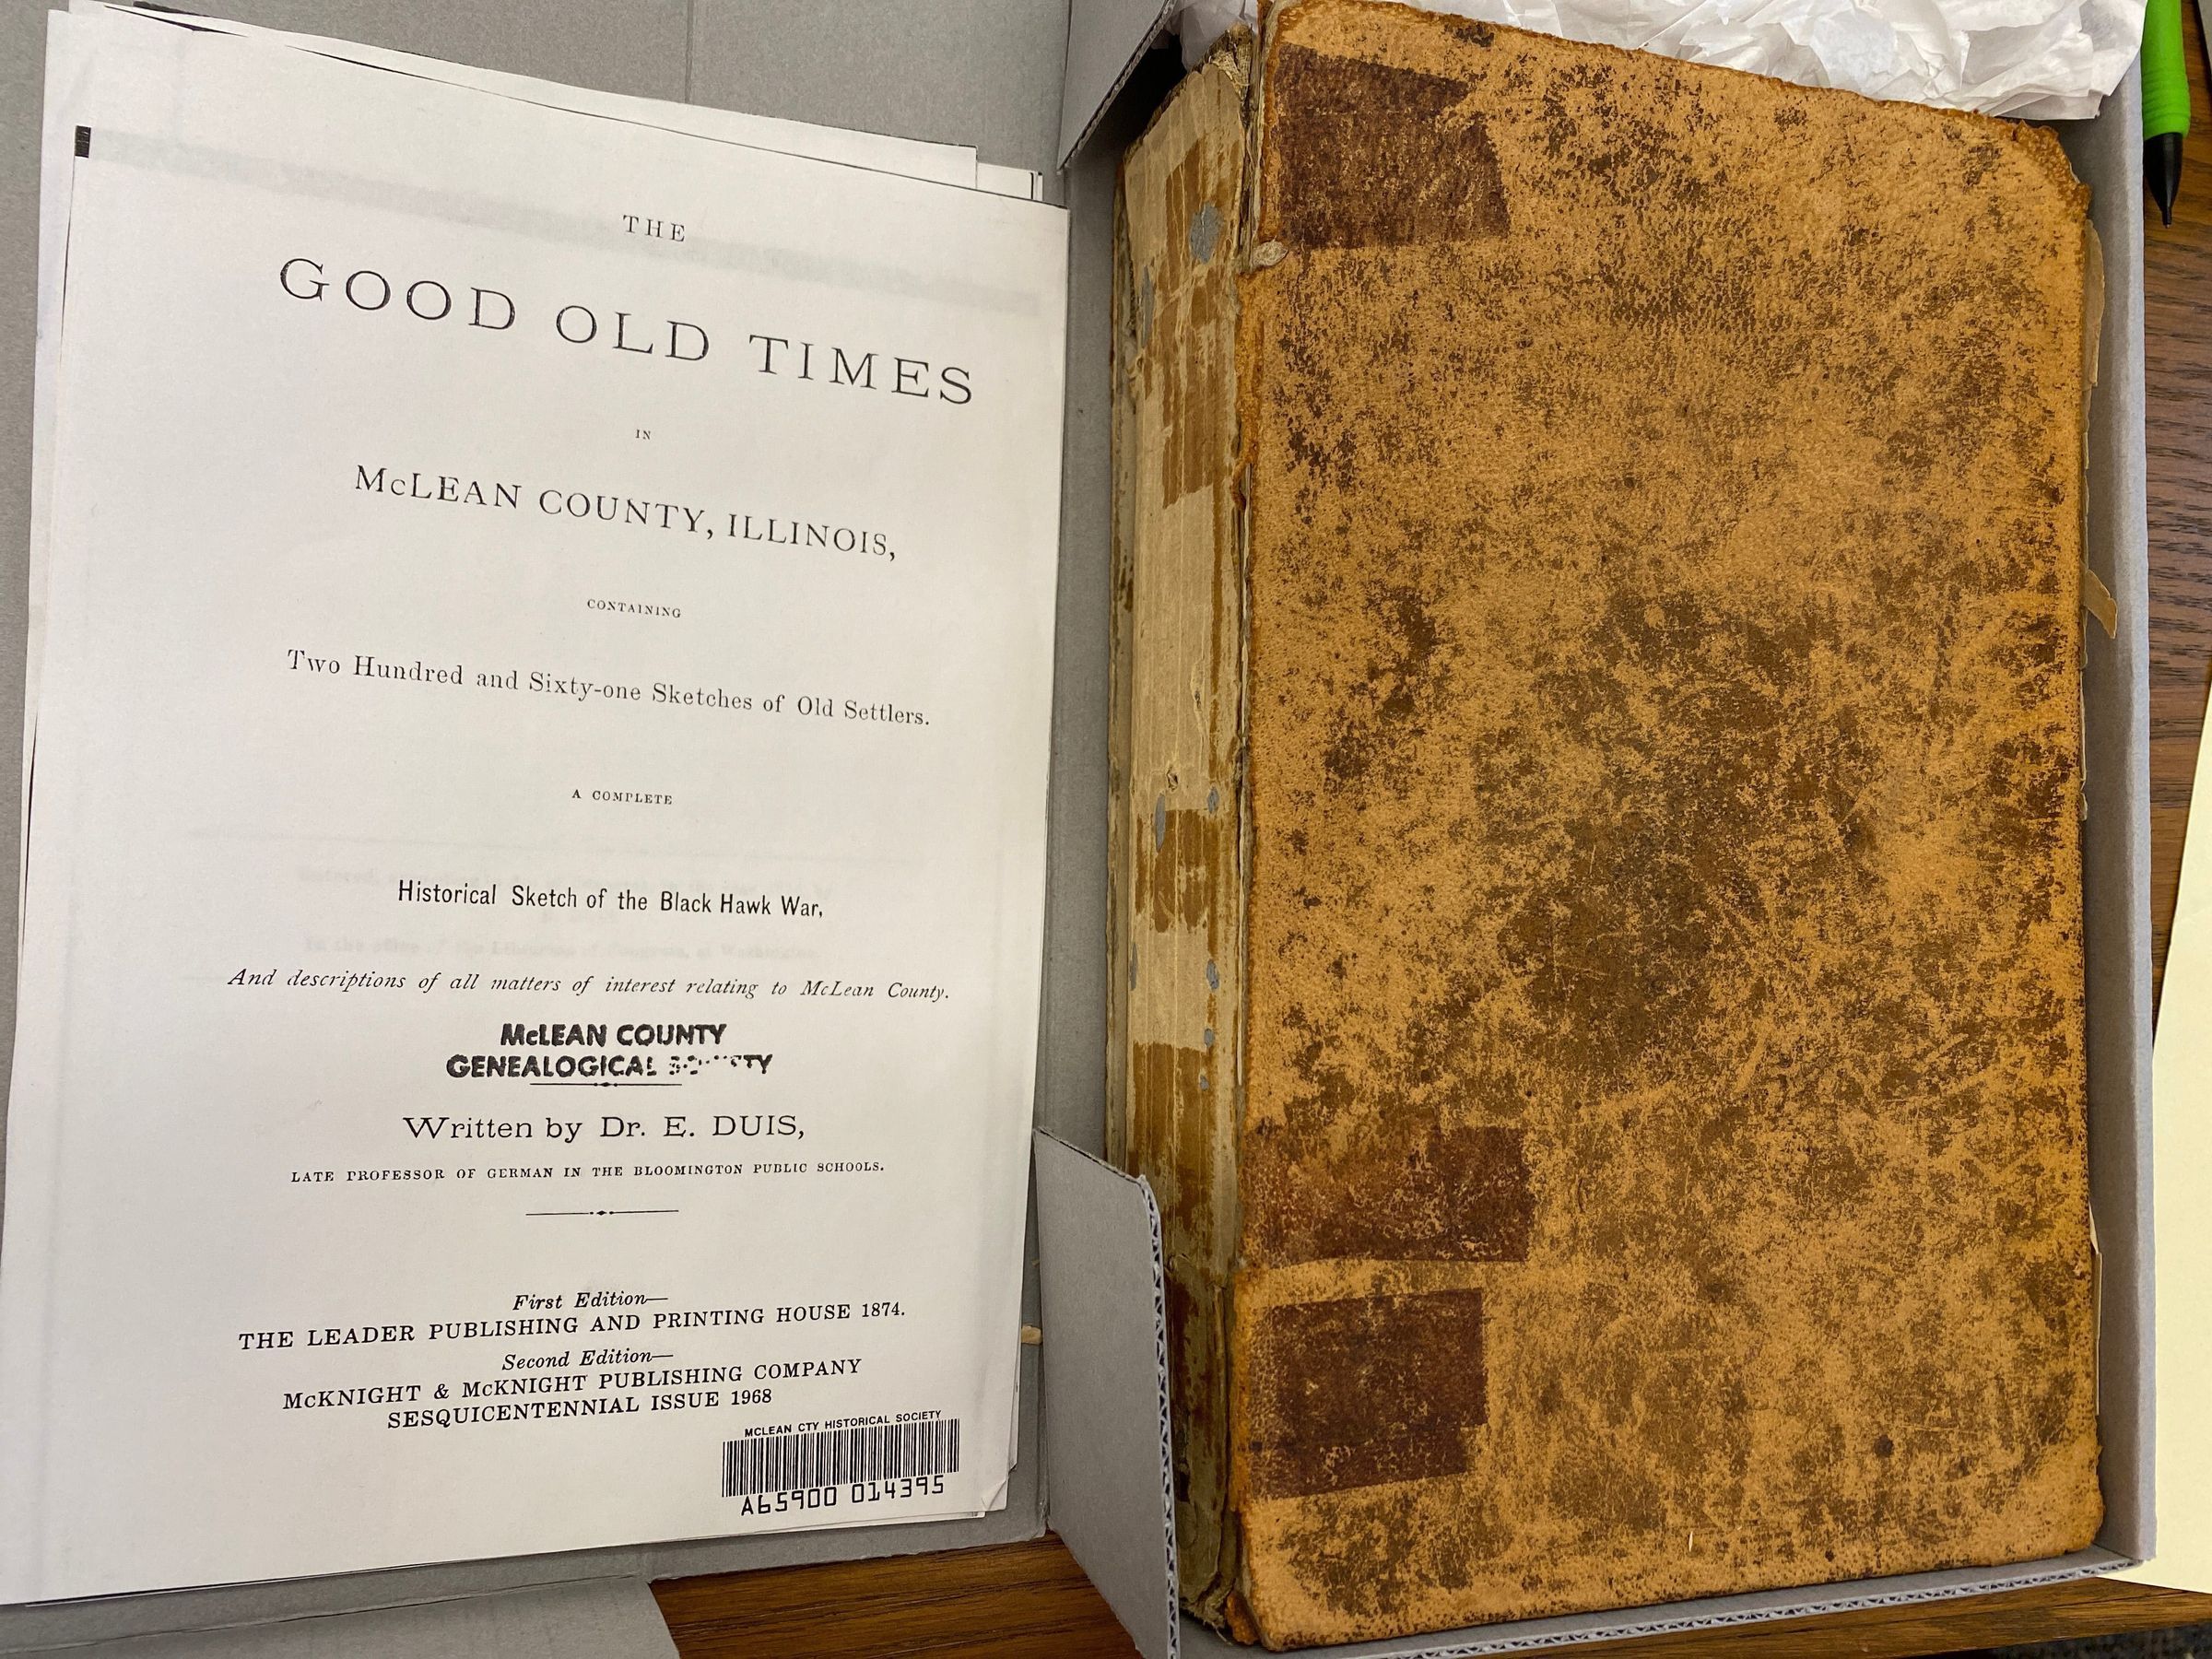 THE
GOOD OLD TIMES
IN
McLEAN COUNTY, ILLINOIS,
CONTAINING
Two Hundred and Sixty-one Sketches of Old Settlers.
A COMPLETE
Historical Sketch of the Black Hawk War,
And descriptions of all matters of interest relating to McLean County.
McLEAN COUNTY
GENEALOGICAL SOCIETY
Written by Dr. E. DUIS,
LATE PROFESSOR OF GERMAN IN THE BLOOMINGTON PUBLIC SCHOOLS.
First Edition—
THE LEADER PUBLISHING AND PRINTING HOUSE 1874.
Second Edition—
McKNIGHT & McKNIGHT PUBLISHING COMPANY
SESQUICENTENNIAL ISSUE 1968
MCLEAN CTY HISTORICAL SOCIETY
A65900 014395